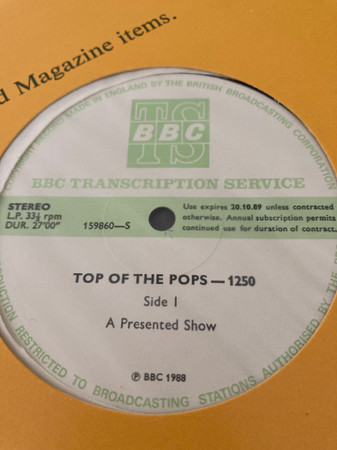 d Magazine items.
MADE IN ENGLAND BY THE BRITISH BROADCASTING CORPORATION
TS
BBC
BBC TRANSCRIPTION SERVICE
STEREO
L.P. 33⅓ rpm
DUR. 27′00″
159860—S
Use expires 20.10.89 unless contracted
otherwise. Annual subscription permits
continued use for duration of contract.
TOP OF THE POPS — 1250
Side 1
A Presented Show
℗ BBC 1988
RESTRICTED TO BROADCASTING STATIONS AUTHORISED BY THE